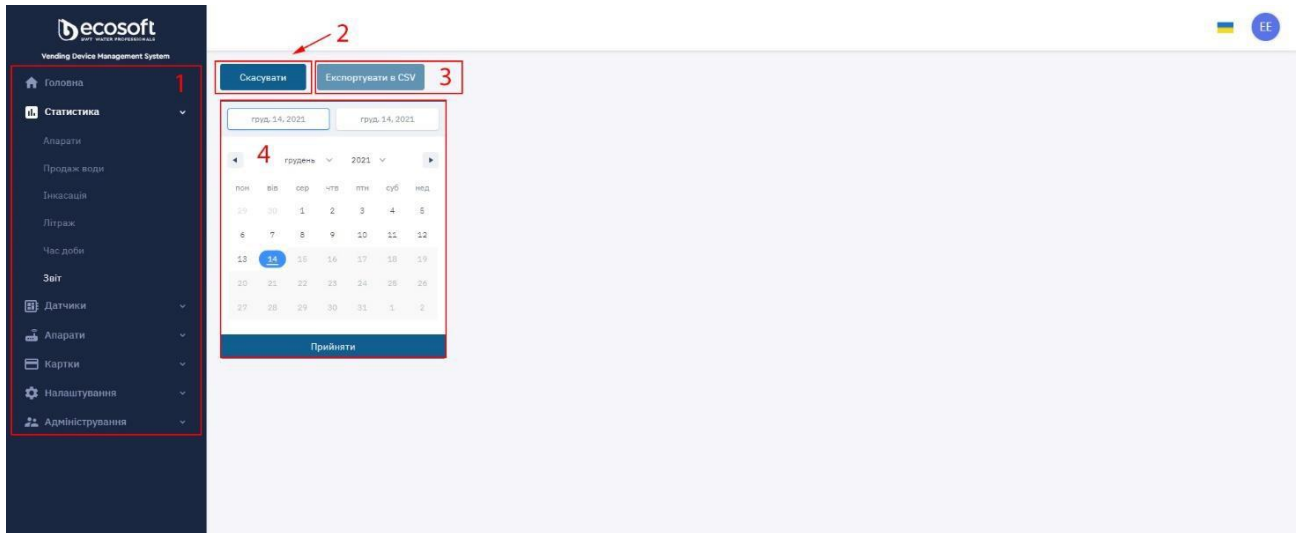 ecosoft
BWT WATER PROFESSIONALS
Vending Device Management System
1
Головна
Статистика
Апарати
Продаж води
Інкасація
Літраж
Час доби
Звіт
Датчики
Апарати
Картки
Налаштування
Адміністрування
2
EE
Скасувати
Експортувати в CSV
3
груд. 14, 2021
груд. 14, 2021
4
грудень
2021
пон вів сер чтв птн суб нед
29 30 1 2 3 4 5
6 7 8 9 10 11 12
13 14 15 16 17 18 19
20 21 22 23 24 25 26
27 28 29 30 31 1 2
Прийняти